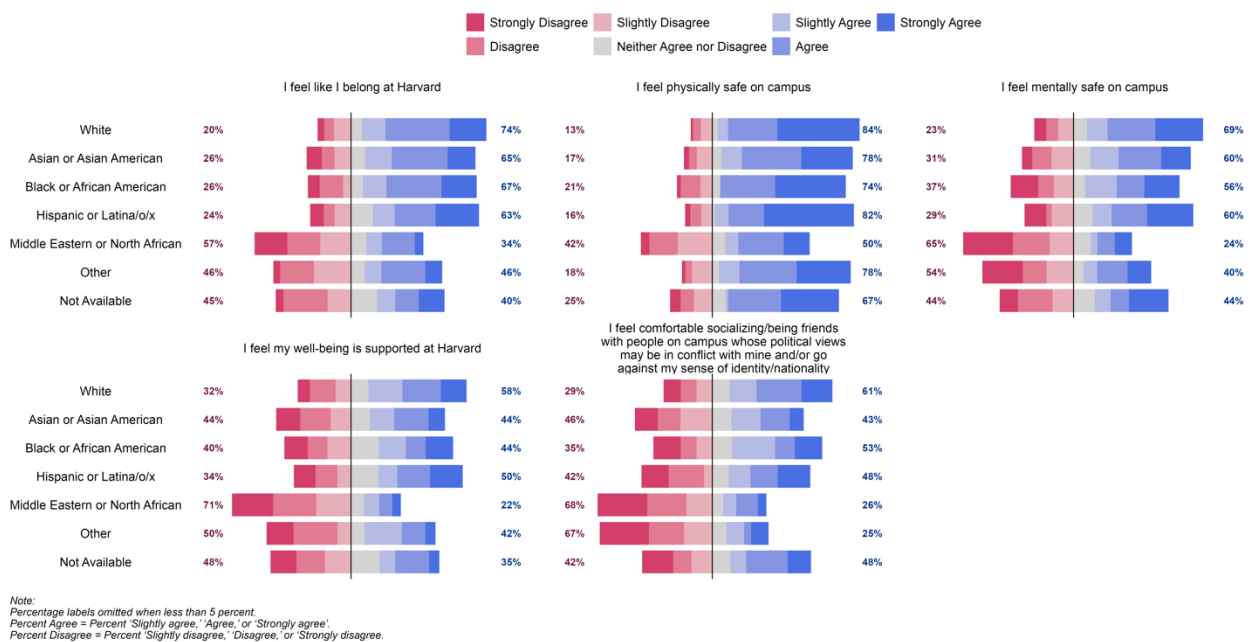 Strongly Disagree Slightly Disagree Slightly Agree Strongly Agree
Disagree Neither Agree nor Disagree Agree
I feel like I belong at Harvard I feel physically safe on campus I feel mentally safe on campus
White 20% 74% 13% 84% 23% 69%
Asian or Asian American 26% 65% 17% 78% 31% 60%
Black or African American 26% 67% 21% 74% 37% 56%
Hispanic or Latina/o/x 24% 63% 16% 82% 29% 60%
Middle Eastern or North African 57% 34% 42% 50% 65% 24%
Other 46% 46% 18% 78% 54% 40%
Not Available 45% 40% 25% 67% 44% 44%
I feel my well-being is supported at Harvard
I feel comfortable socializing/being friends
with people on campus whose political views
may be in conflict with mine and/or go
against my sense of identity/nationality
White 32% 58% 29% 61%
Asian or Asian American 44% 44% 46% 43%
Black or African American 40% 44% 35% 53%
Hispanic or Latina/o/x 34% 50% 42% 48%
Middle Eastern or North African 71% 22% 68% 26%
Other 50% 42% 67% 25%
Not Available 48% 35% 42% 48%
Note:
Percentage labels omitted when less than 5 percent.
Percent Agree = Percent 'Slightly agree,' 'Agree,' or 'Strongly agree'.
Percent Disagree = Percent 'Slightly disagree,' 'Disagree,' or 'Strongly disagree.